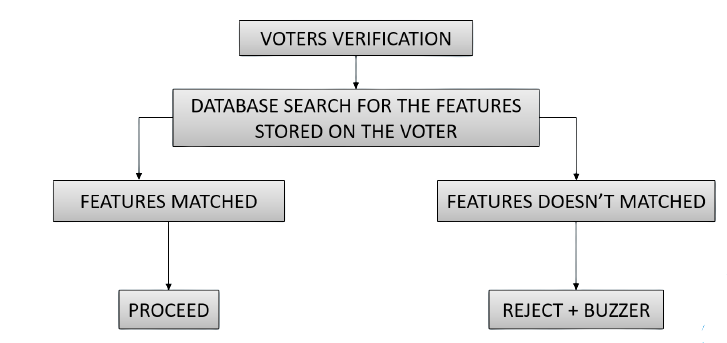 VOTERS VERIFICATION
DATABASE SEARCH FOR THE FEATURES
STORED ON THE VOTER
FEATURES MATCHED
FEATURES DOESN'T MATCHED
PROCEED
REJECT + BUZZER